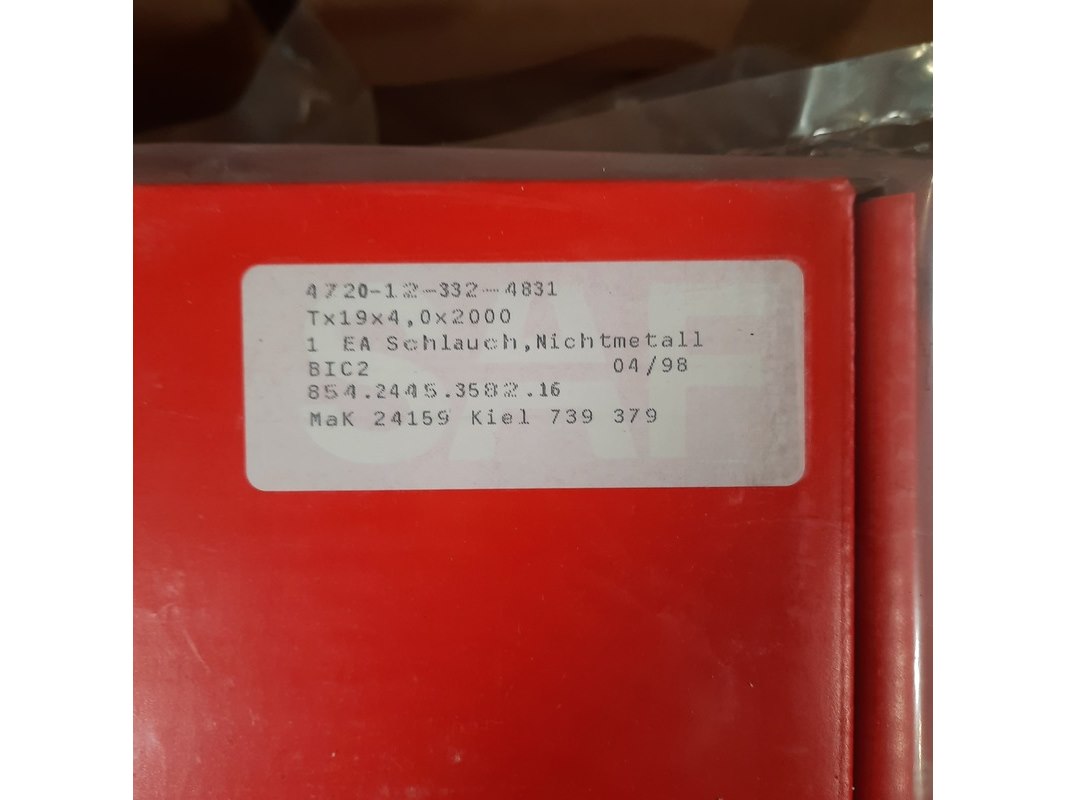 4720-12-332-4831
Tx19x4,0x2000
1 EA Schlauch,Nichtmetall
BIC2 04/98
854.2445.3582.16
MaK 24159 Kiel 739 379
SAF